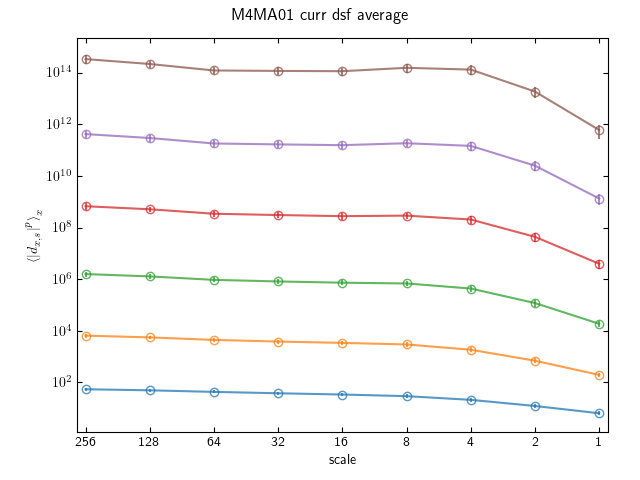 M4MA01 curr dsf average
⟨|d_{x,s}|^p⟩_x
10^{14}
10^{12}
10^{10}
10^8
10^6
10^4
10^2
256 128 64 32 16 8 4 2 1
scale